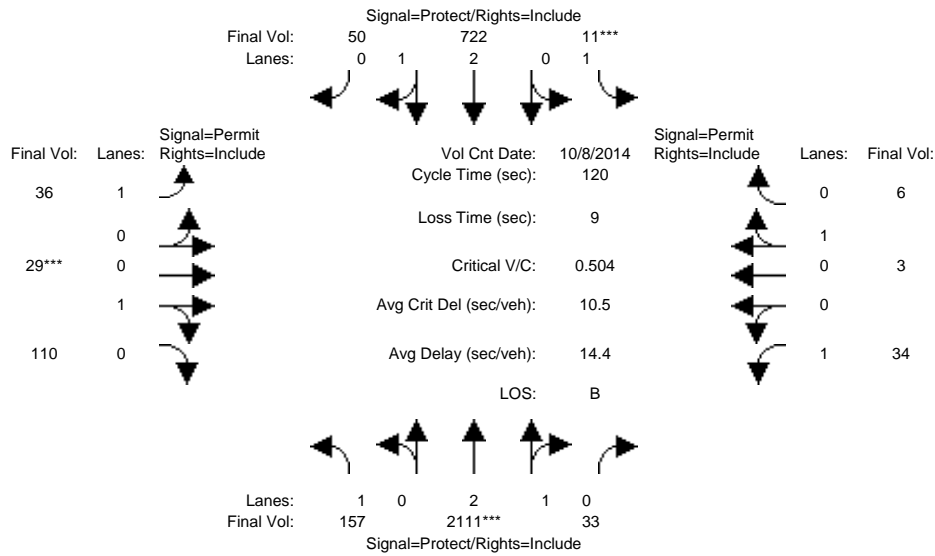 Signal=Protect/Rights=Include
Final Vol: 50 722 11***
Lanes: 0 1 2 0 1
Signal=Permit Signal=Permit
Final Vol: Lanes: Rights=Include Vol Cnt Date: 10/8/2014 Rights=Include Lanes: Final Vol:
Cycle Time (sec): 120
36 1 0 6
Loss Time (sec): 9
0 1
29*** 0 Critical V/C: 0.504 0 3
1 Avg Crit Del (sec/veh): 10.5 0
110 0 Avg Delay (sec/veh): 14.4 1 34
LOS: B
Lanes: 1 0 2 1 0
Final Vol: 157 2111*** 33
Signal=Protect/Rights=Include